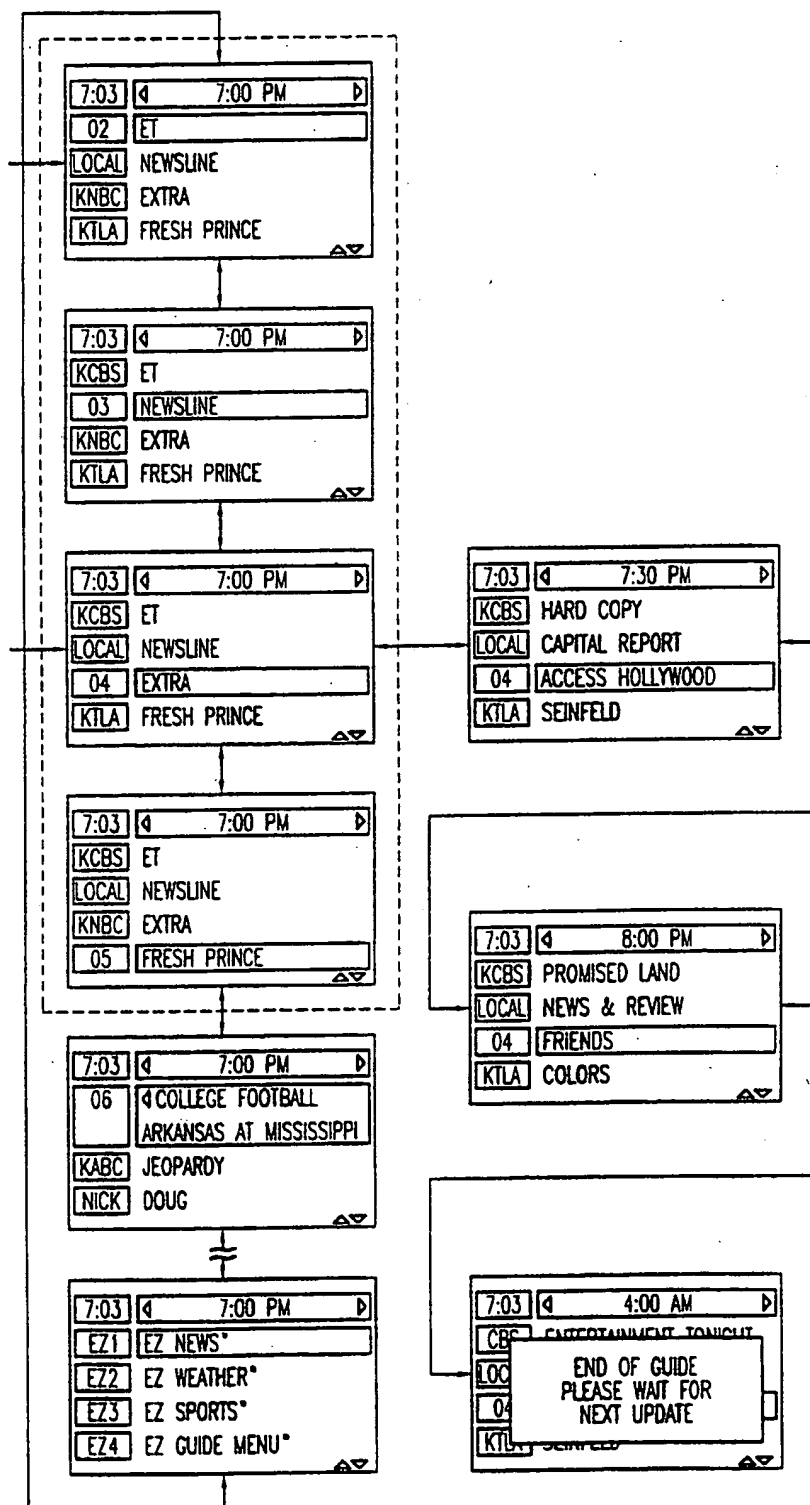 7:03 7:00 PM
02 ET
LOCAL NEWSLINE
KNBC EXTRA
KTLA FRESH PRINCE
7:03 7:00 PM
KCBS ET
03 NEWSLINE
KNBC EXTRA
KTLA FRESH PRINCE
7:03 7:00 PM
KCBS ET
LOCAL NEWSLINE
04 EXTRA
KTLA FRESH PRINCE
7:03 7:30 PM
KCBS HARD COPY
LOCAL CAPITAL REPORT
04 ACCESS HOLLYWOOD
KTLA SEINFELD
7:03 7:00 PM
KCBS ET
LOCAL NEWSLINE
KNBC EXTRA
05 FRESH PRINCE
7:03 8:00 PM
KCBS PROMISED LAND
LOCAL NEWS & REVIEW
04 FRIENDS
KTLA COLORS
7:03 7:00 PM
06 COLLEGE FOOTBALL
ARKANSAS AT MISSISSIPPI
KABC JEOPARDY
NICK DOUG
7:03 7:00 PM
EZ1 EZ NEWS*
EZ2 EZ WEATHER*
EZ3 EZ SPORTS*
EZ4 EZ GUIDE MENU*
7:03 4:00 AM
CBS ENTERTAINMENT TONIGHT
LOC
04
KTLA SEINFELD
END OF GUIDE
PLEASE WAIT FOR
NEXT UPDATE